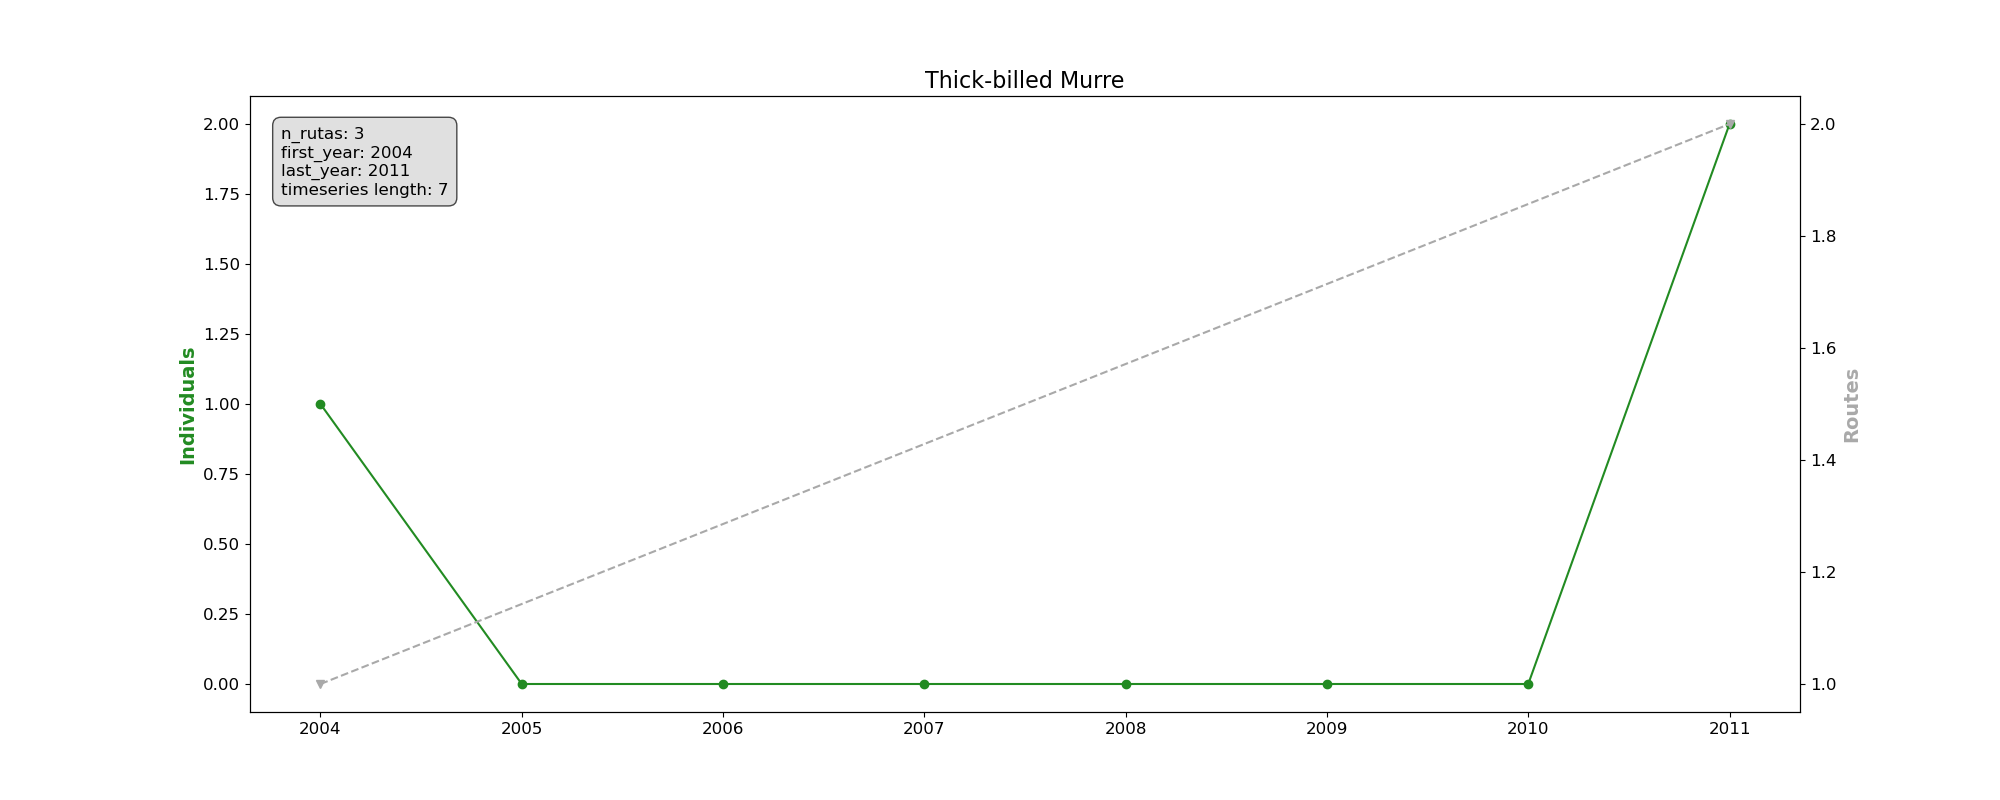 Thick-billed Murre
n_rutas: 3
first_year: 2004
last_year: 2011
timeseries length: 7
Individuals
2.00
1.75
1.50
1.25
1.00
0.75
0.50
0.25
0.00
2004 2005 2006 2007 2008 2009 2010 2011
2.0
1.8
1.6
1.4
1.2
1.0
Routes